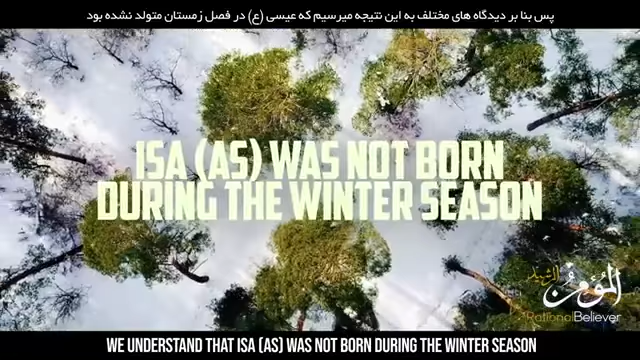 پس بنا بر دیدگاه های مختلف به این نتیجه میرسیم که عیسی (ع) در فصل زمستان متولد نشده بود
ISA (AS) WAS NOT BORN
DURING THE WINTER SEASON
المؤمن الرشيد
RationalBeliever
WE UNDERSTAND THAT ISA (AS) WAS NOT BORN DURING THE WINTER SEASON